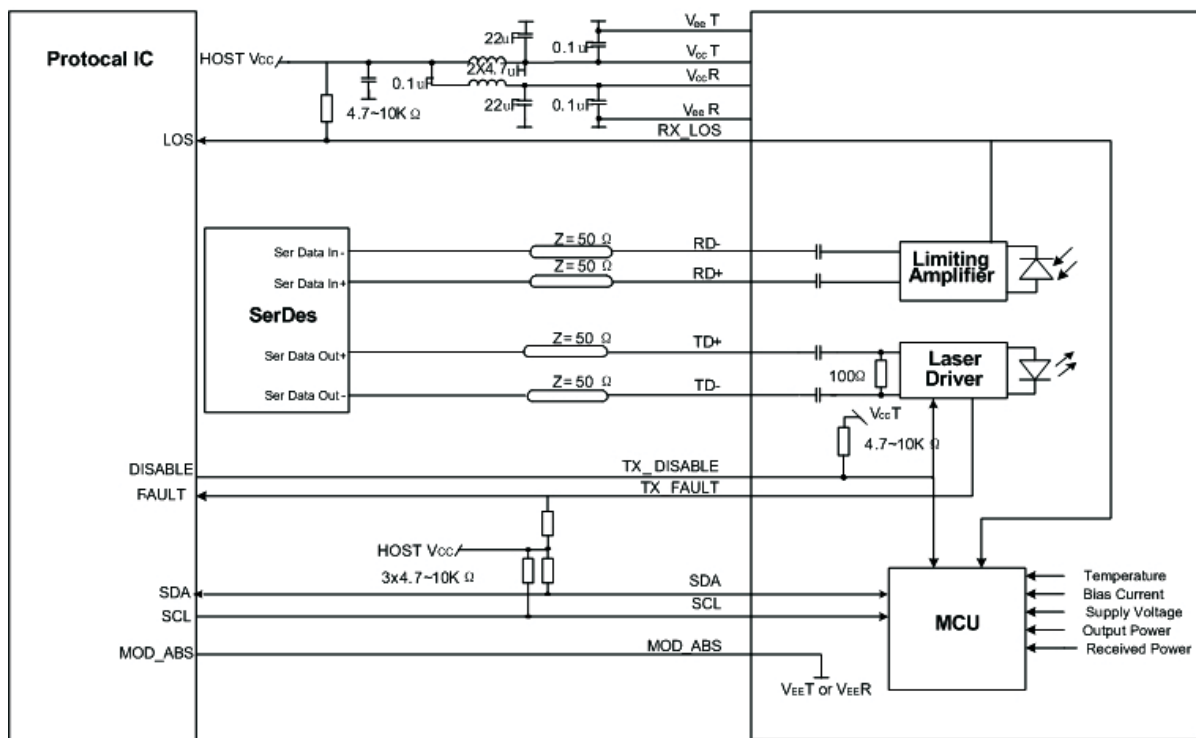 Protocal IC
HOST Vcc
22uF
0.1uF
VeeT
VccT
2X4.7uH
0.1uF
4.7~10K Ω
22uF
0.1uF
VccR
VeeR
LOS
RX_LOS
SerDes
Ser Data In -
Ser Data In+
Ser Data Out+
Ser Data Out -
Z= 50 Ω
RD-
Z= 50 Ω
RD+
Z= 50 Ω
TD+
Z= 50 Ω
TD-
Limiting
Amplifier
Laser
Driver
100Ω
VccT
4.7~10K Ω
DISABLE
TX_DISABLE
FAULT
TX_FAULT
HOST Vcc
3x4.7~10K Ω
SDA
SDA
SCL
SCL
MOD_ABS
MOD_ABS
VEET or VEER
MCU
Temperature
Bias Current
Supply Voltage
Output Power
Received Power